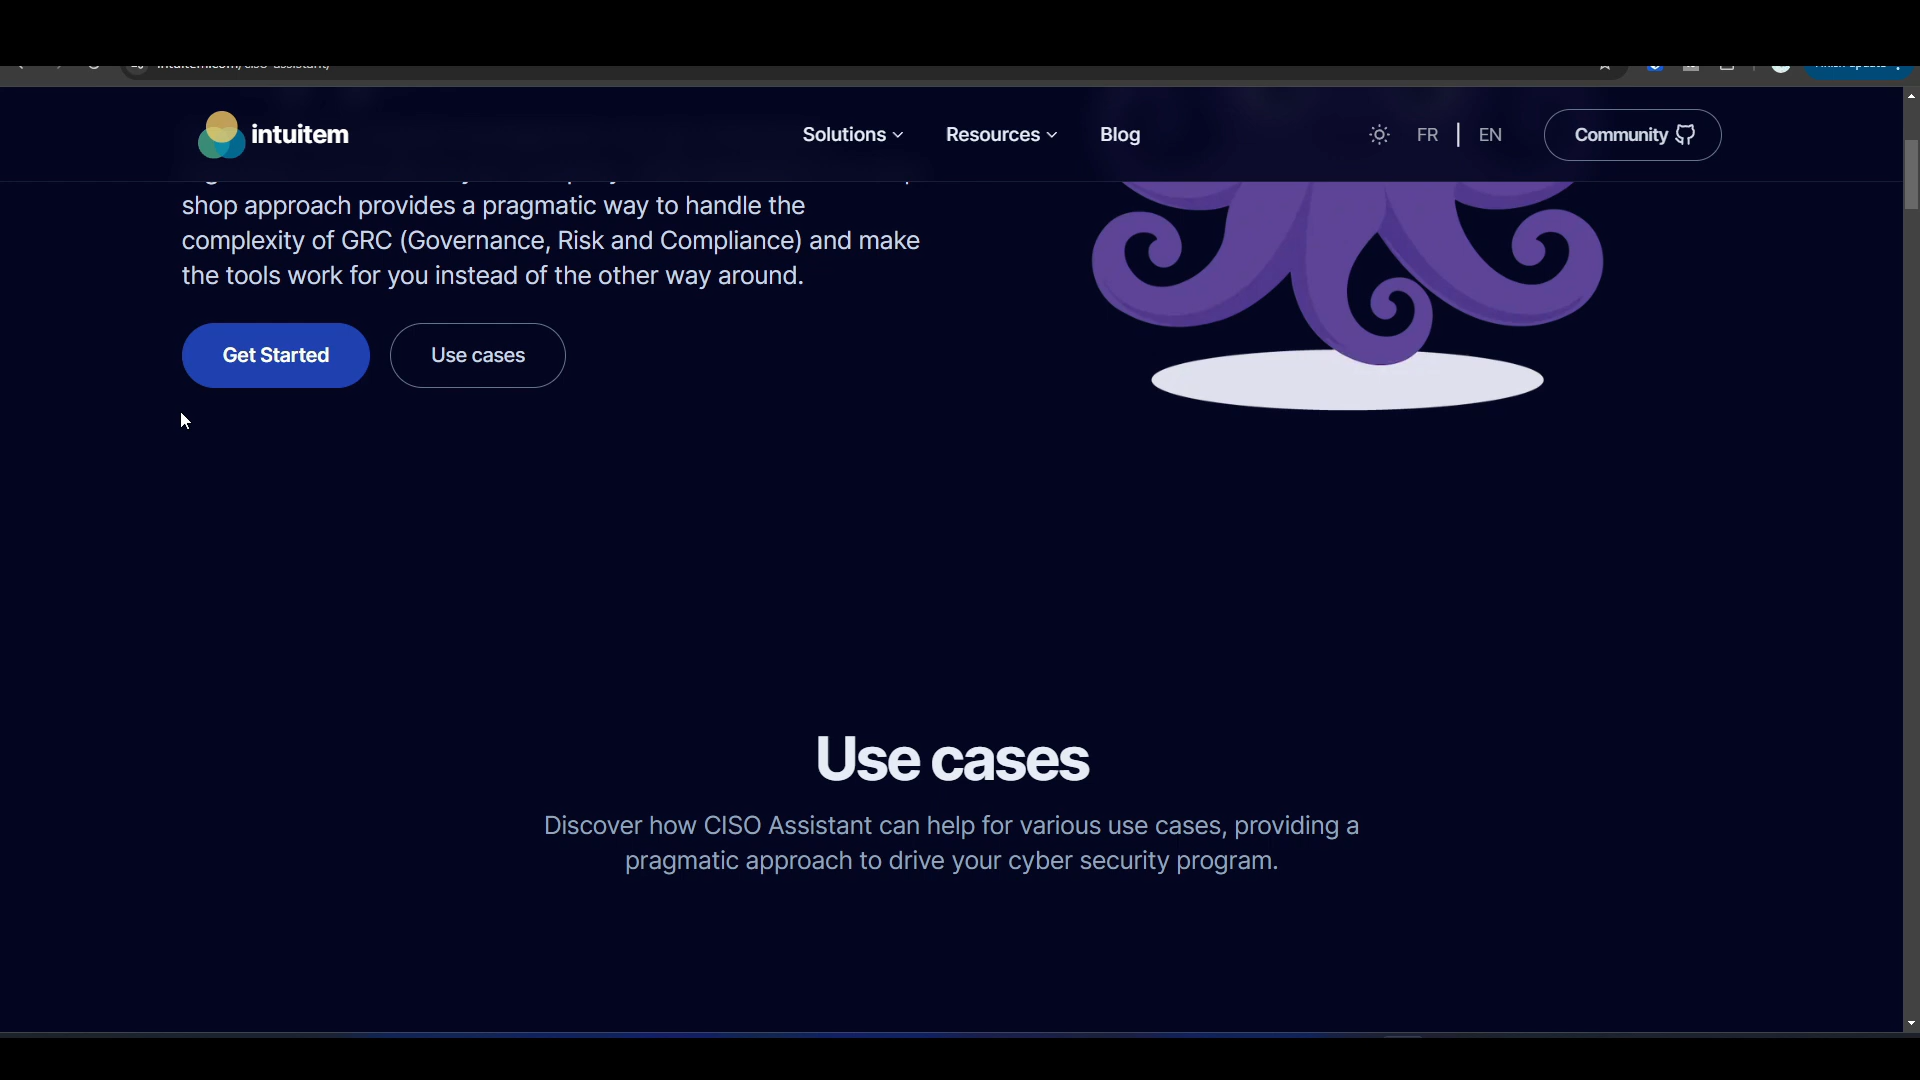 intuitem
Solutions
Resources
Blog
FR | EN
Community
shop approach provides a pragmatic way to handle the
complexity of GRC (Governance, Risk and Compliance) and make
the tools work for you instead of the other way around.
Get Started
Use cases
Use cases
Discover how CISO Assistant can help for various use cases, providing a
pragmatic approach to drive your cyber security program.